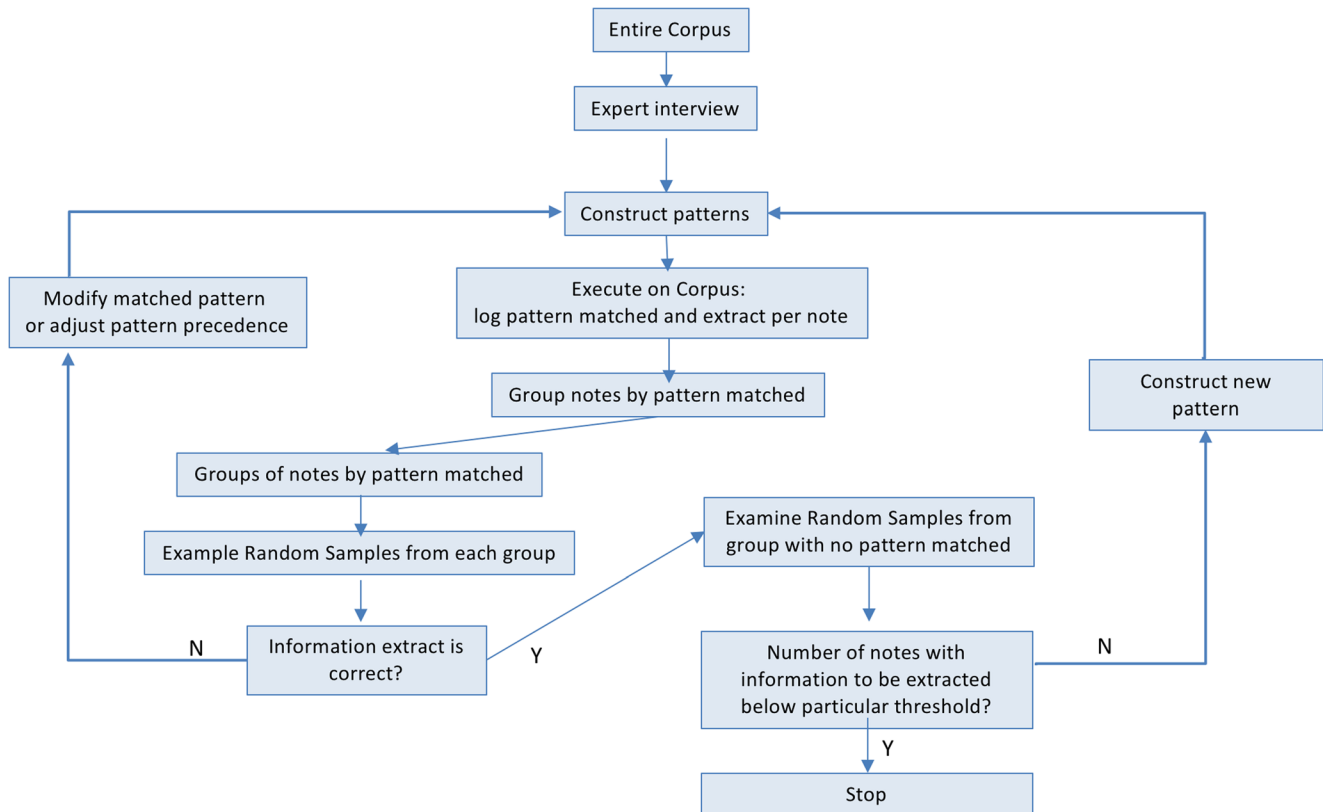 Entire Corpus
Expert interview
Construct patterns
Modify matched pattern
or adjust pattern precedence
Execute on Corpus:
log pattern matched and extract per note
Group notes by pattern matched
Construct new
pattern
Groups of notes by pattern matched
Example Random Samples from each group
Examine Random Samples from
group with no pattern matched
N
Information extract is
correct?
Y
Number of notes with
information to be extracted
below particular threshold?
N
Y
Stop